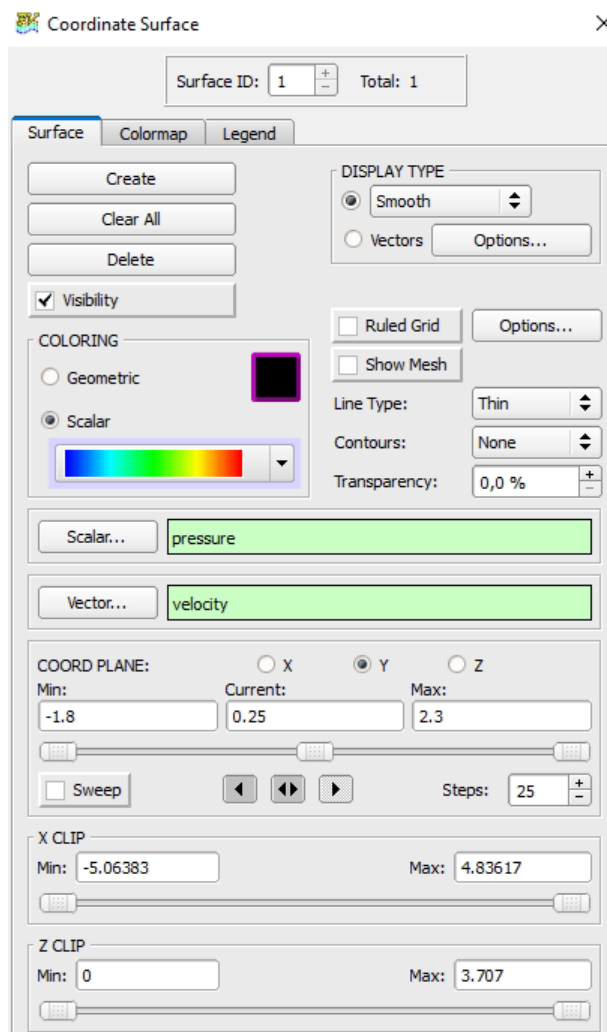 Coordinate Surface
Surface ID: 1 Total: 1
Surface Colormap Legend
Create
Clear All
Delete
Visibility
DISPLAY TYPE
Smooth
Vectors Options...
COLORING
Geometric
Scalar
Ruled Grid Options...
Show Mesh
Line Type: Thin
Contours: None
Transparency: 0,0 %
Scalar... pressure
Vector... velocity
COORD PLANE: X Y Z
Min: Current: Max:
-1.8 0.25 2.3
Sweep Steps: 25
X CLIP
Min: -5.06383 Max: 4.83617
Z CLIP
Min: 0 Max: 3.707